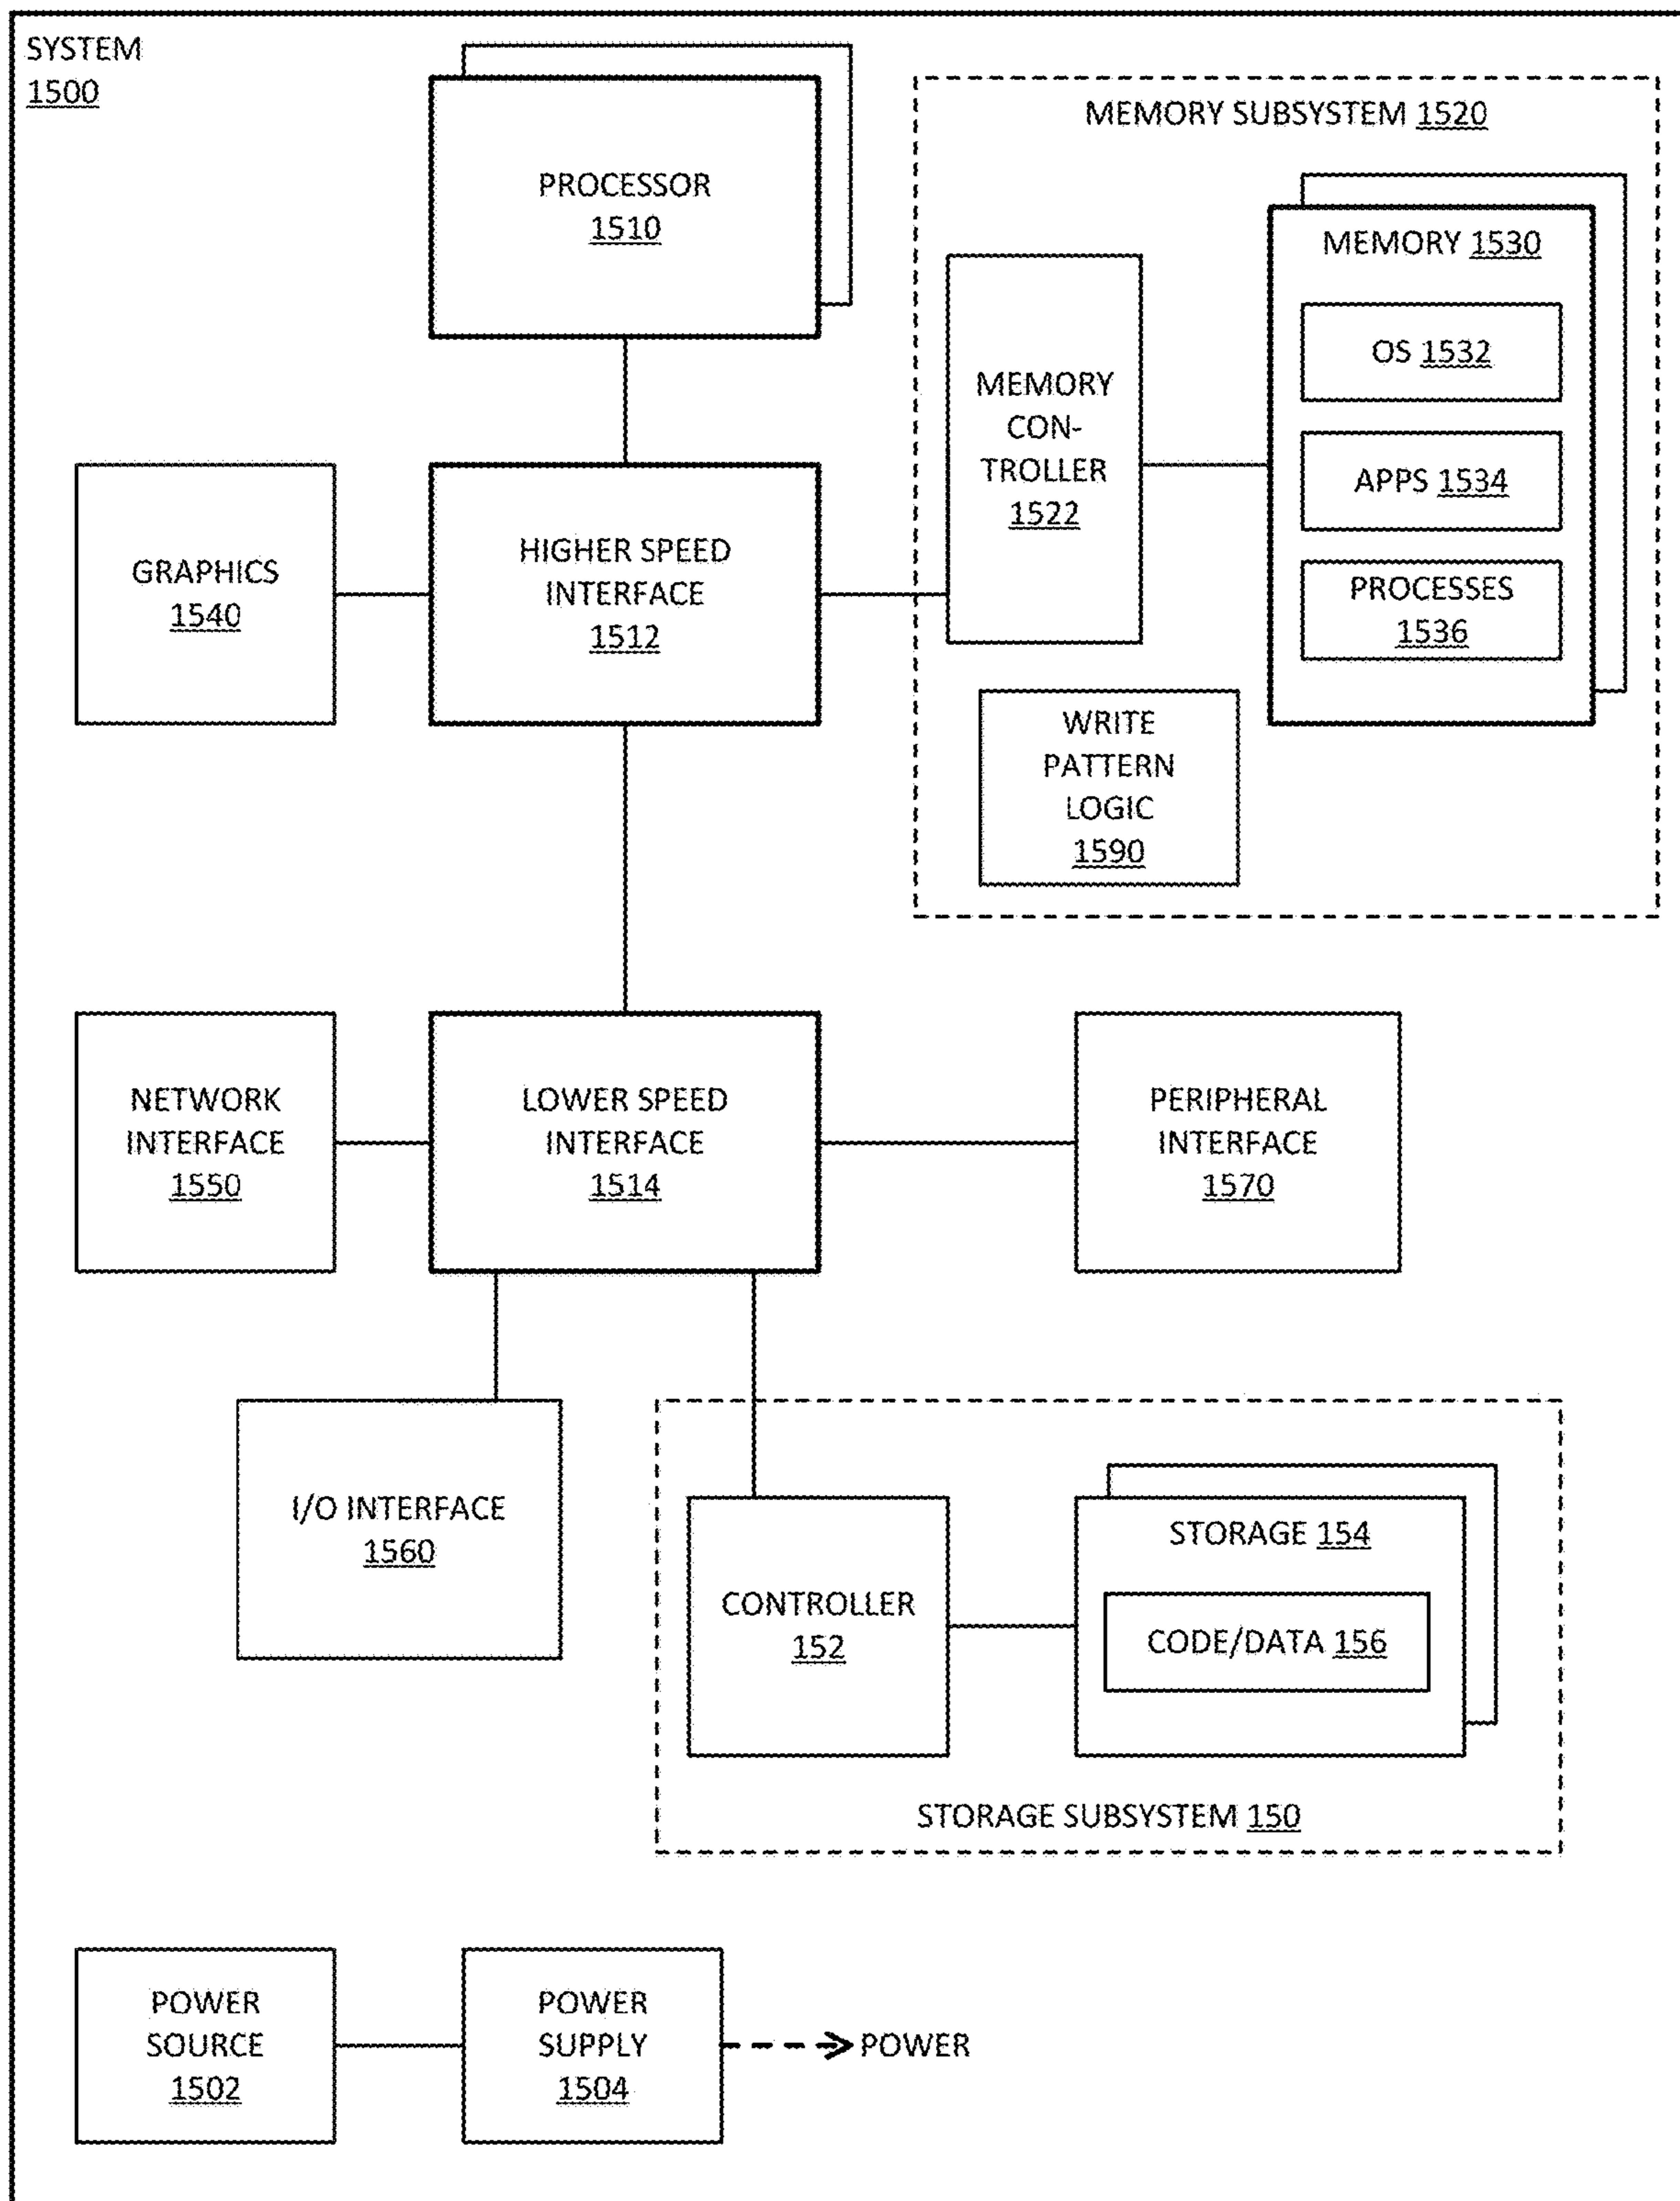 SYSTEM
1500
PROCESSOR
1510
MEMORY SUBSYSTEM 1520
MEMORY 1530
OS 1532
APPS 1534
PROCESSES
1536
MEMORY
CON-
TROLLER
1522
WRITE
PATTERN
LOGIC
1590
GRAPHICS
1540
HIGHER SPEED
INTERFACE
1512
NETWORK
INTERFACE
1550
LOWER SPEED
INTERFACE
1514
PERIPHERAL
INTERFACE
1570
I/O INTERFACE
1560
CONTROLLER
152
STORAGE 154
CODE/DATA 156
STORAGE SUBSYSTEM 150
POWER
SOURCE
1502
POWER
SUPPLY
1504
POWER